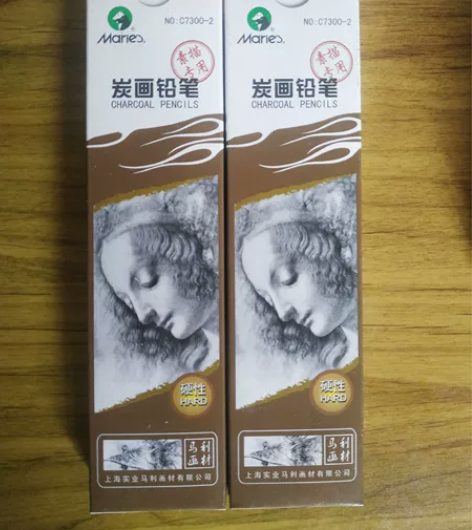 Maries.
NO:C7300-2
素描
专用
炭画铅笔
CHARCOAL PENCILS
硬性
HARD
马利
画材
上海实业马利画材有限公司
Maries.
NO:C7300-2
素描
专用
炭画铅笔
CHARCOAL PENCILS
硬性
HARD
马利
画材
上海实业马利画材有限公司